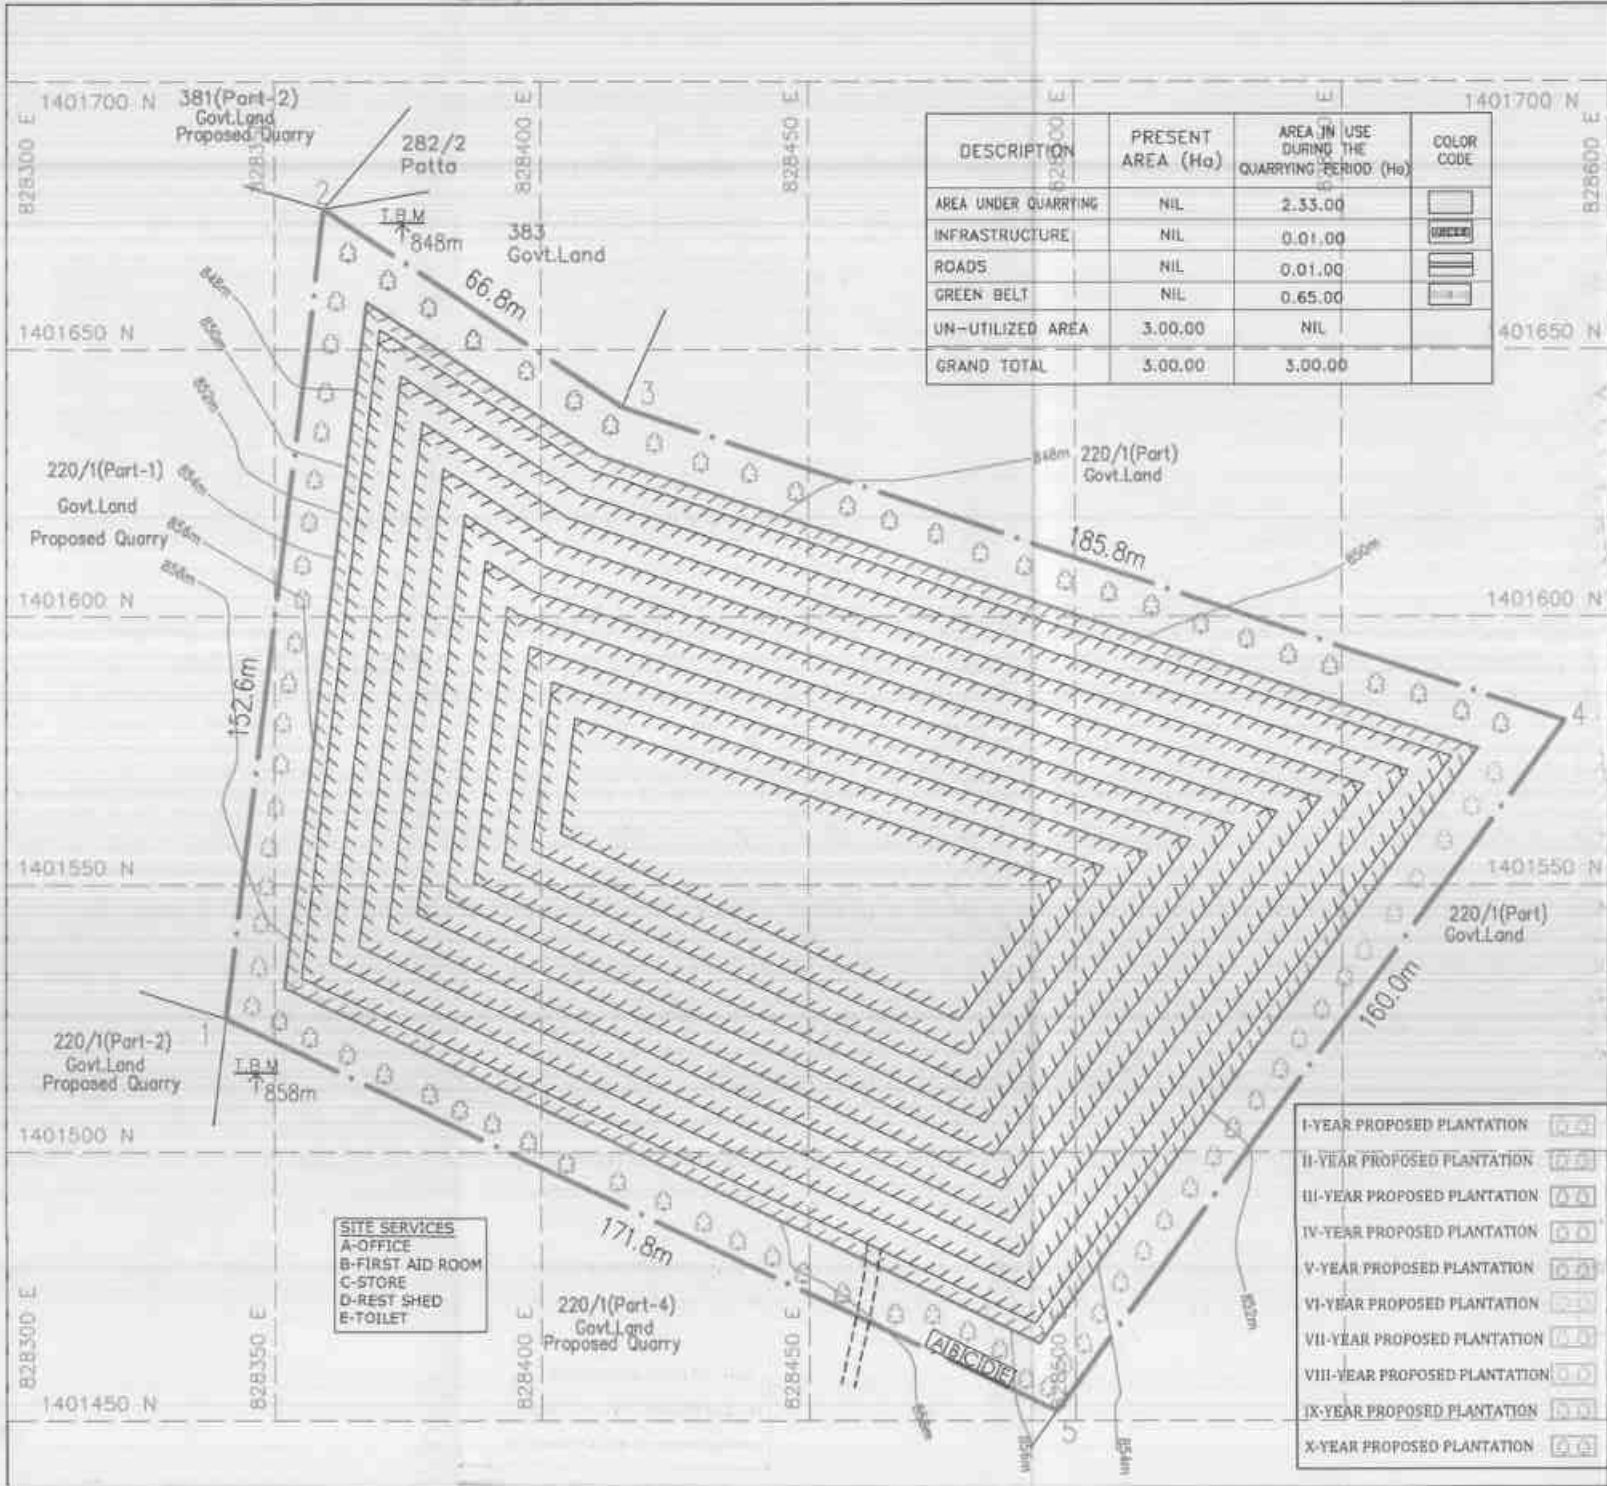 1401700 N
381(Part-2)
Govt.Land
Proposed Quarry
282/2
Patta
828300 E
828400 E
828450 E
1401700 N
828600 E
DESCRIPTION PRESENT AREA (Ha) AREA IN USE DURING THE QUARRYING PERIOD (Ha) COLOR CODE
AREA UNDER QUARRYING NIL 2.33.00
INFRASTRUCTURE NIL 0.01.00
ROADS NIL 0.01.00
GREEN BELT NIL 0.65.00
UN-UTILIZED AREA 3.00.00 NIL
GRAND TOTAL 3.00.00 3.00.00
2
T.B.M
848m
383
Govt.Land
66.8m
848m
850m
852m
1401650 N
1401650 N
3
220/1(Part-1)
Govt.Land
Proposed Quarry
854m
856m
858m
848m
220/1(Part)
Govt.Land
185.8m
850m
1401600 N
1401600 N
152.6m
4
1401550 N
1401550 N
220/1(Part)
Govt.Land
160.0m
1
220/1(Part-2)
Govt.Land
Proposed Quarry
T.B.M
858m
1401500 N
171.8m
SITE SERVICES
A-OFFICE
B-FIRST AID ROOM
C-STORE
D-REST SHED
E-TOILET
220/1(Part-4)
Govt.Land
Proposed Quarry
A B C D E
828300 E
828350 E
828400 E
828450 E
828500 E
1401450 N
5
856m
854m
852m
I-YEAR PROPOSED PLANTATION
II-YEAR PROPOSED PLANTATION
III-YEAR PROPOSED PLANTATION
IV-YEAR PROPOSED PLANTATION
V-YEAR PROPOSED PLANTATION
VI-YEAR PROPOSED PLANTATION
VII-YEAR PROPOSED PLANTATION
VIII-YEAR PROPOSED PLANTATION
IX-YEAR PROPOSED PLANTATION
X-YEAR PROPOSED PLANTATION